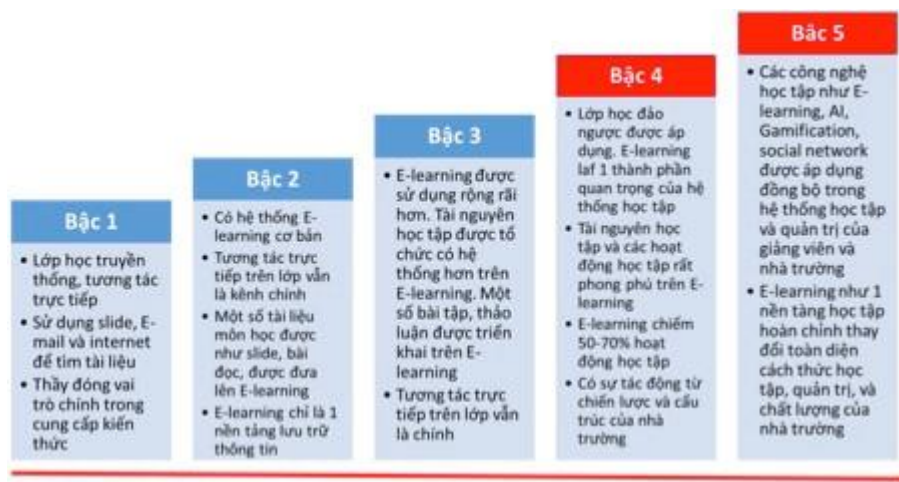 Bậc 1
• Lớp học truyền
thống, tương tác
trực tiếp
• Sử dụng slide, E-
mail và internet
để tìm tài liệu
• Thầy đóng vai
trò chính trong
cung cấp kiến
thức
Bậc 2
• Có hệ thống E-
learning cơ bản
• Tương tác trực
tiếp trên lớp vẫn
là kênh chính
• Một số tài liệu
môn học được
như slide, bài
đọc, được đưa
lên E-learning
• E-learning chỉ là 1
nền tảng lưu trữ
thông tin
Bậc 3
• E-learning được
sử dụng rộng rãi
hơn. Tài nguyên
học tập được tổ
chức có hệ
thống hơn trên
E-learning. Một
số bài tập, thảo
luận được triển
khai trên E-
learning
• Tương tác trực
tiếp trên lớp vẫn
là chính
Bậc 4
• Lớp học đảo
ngược được áp
dụng. E-learning
laf 1 thành phần
quan trọng của hệ
thống học tập
• Tài nguyên học
tập và các hoạt
động học tập rất
phong phú trên E-
learning
• E-learning chiếm
50-70% hoạt
động học tập
• Có sự tác động từ
chiến lược và cấu
trúc của nhà
trường
Bậc 5
• Các công nghệ
học tập như E-
learning, AI,
Gamification,
social network
được áp dụng
đồng bộ trong
hệ thống học tập
và quản trị của
giảng viên và
nhà trường
• E-learning như 1
nền tảng học tập
hoàn chỉnh thay
đổi toàn diện
cách thức học
tập, quản trị, và
chất lượng của
nhà trường